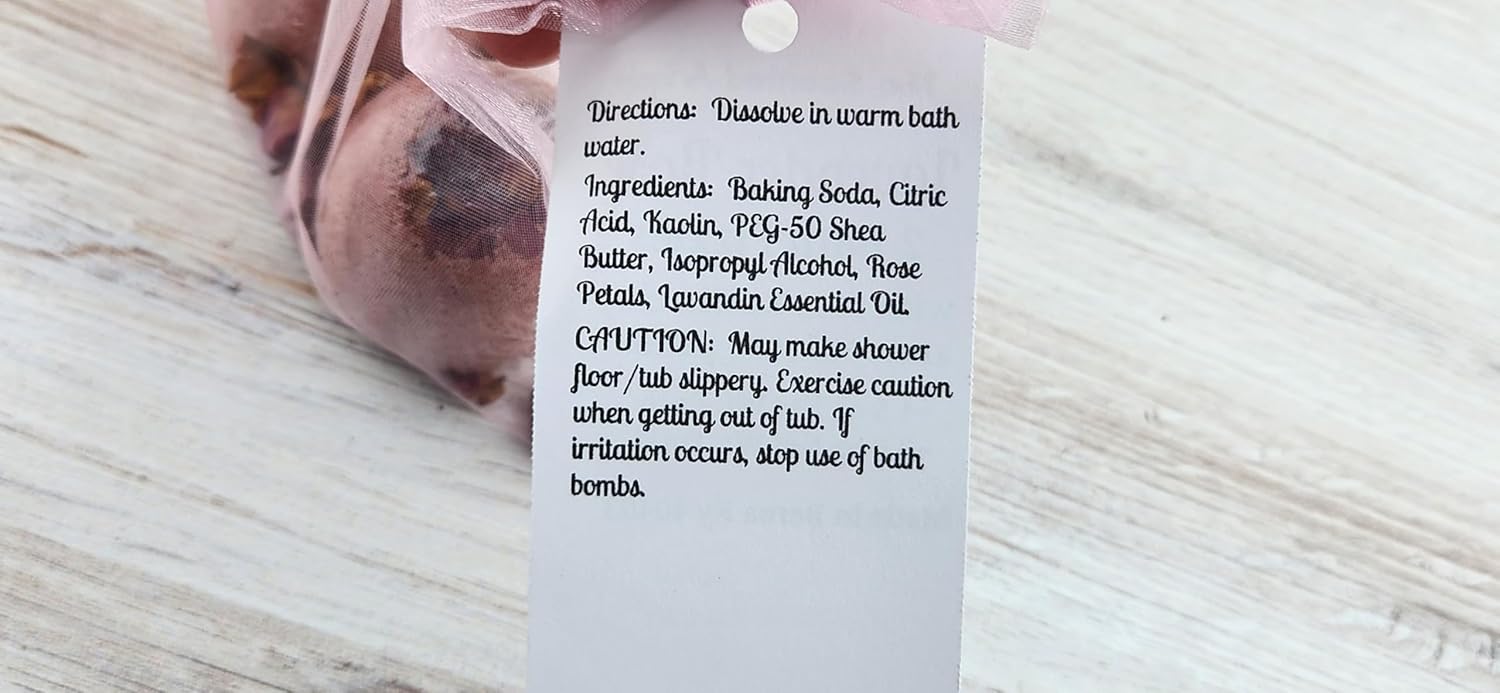 Directions: Dissolve in warm bath
water.
Ingredients: Baking Soda, Citric
Acid, Kaolin, PEG-50 Shea
Butter, Isopropyl Alcohol, Rose
Petals, Lavandin Essential Oil.
CAUTION: May make shower
floor/tub slippery. Exercise caution
when getting out of tub. If
irritation occurs, stop use of bath
bombs.